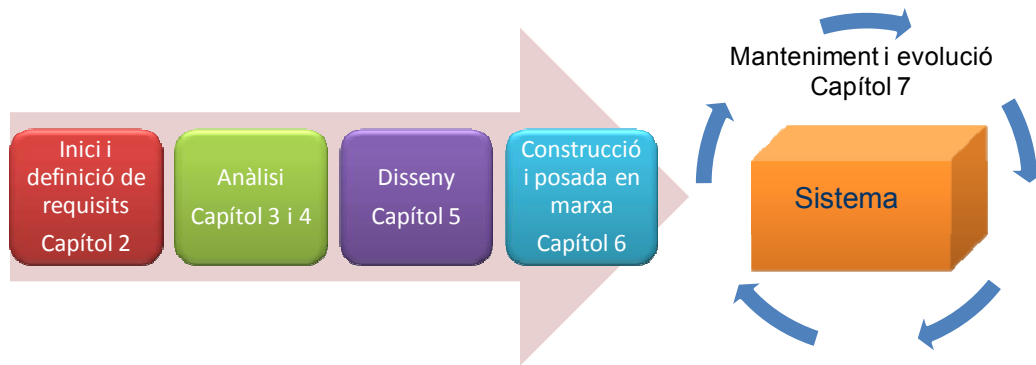 Inici i
definició de
requisits
Capítol 2
Anàlisi
Capítol 3 i 4
Disseny
Capítol 5
Construcció
i posada en
marxa
Capítol 6
Manteniment i evolució
Capítol 7
Sistema